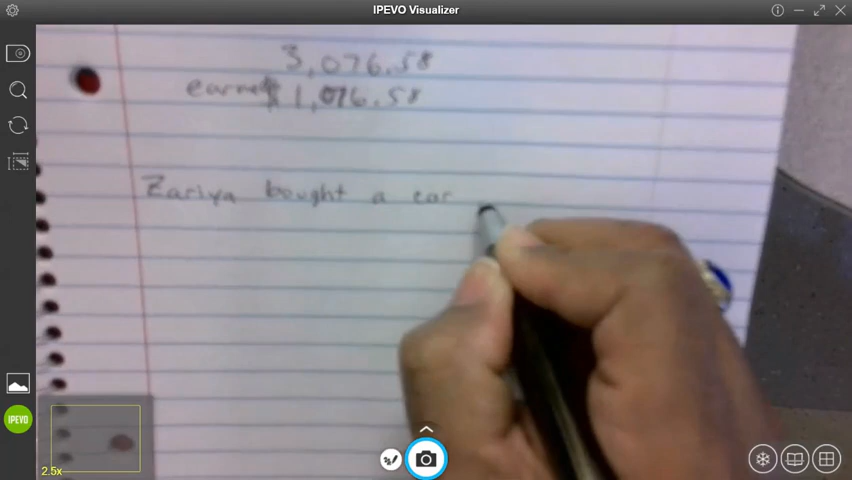 IPEVO Visualizer
3,076.58
earned $1,076.58
Zariya bought a car
IPEVO
2.5x